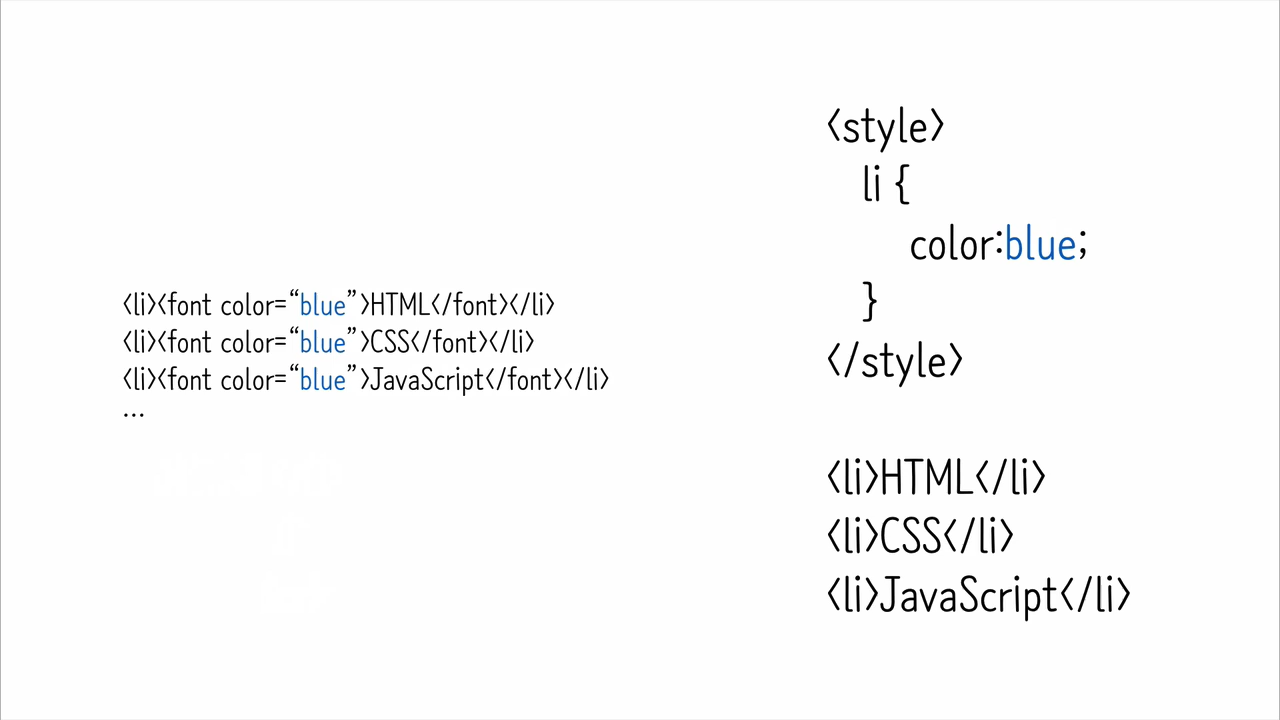 <li><font color=“blue”>HTML</font></li>
<li><font color=“blue”>CSS</font></li>
<li><font color=“blue”>JavaScript</font></li>
...
<style>
li {
color:blue;
}
</style>
<li>HTML</li>
<li>CSS</li>
<li>JavaScript</li>